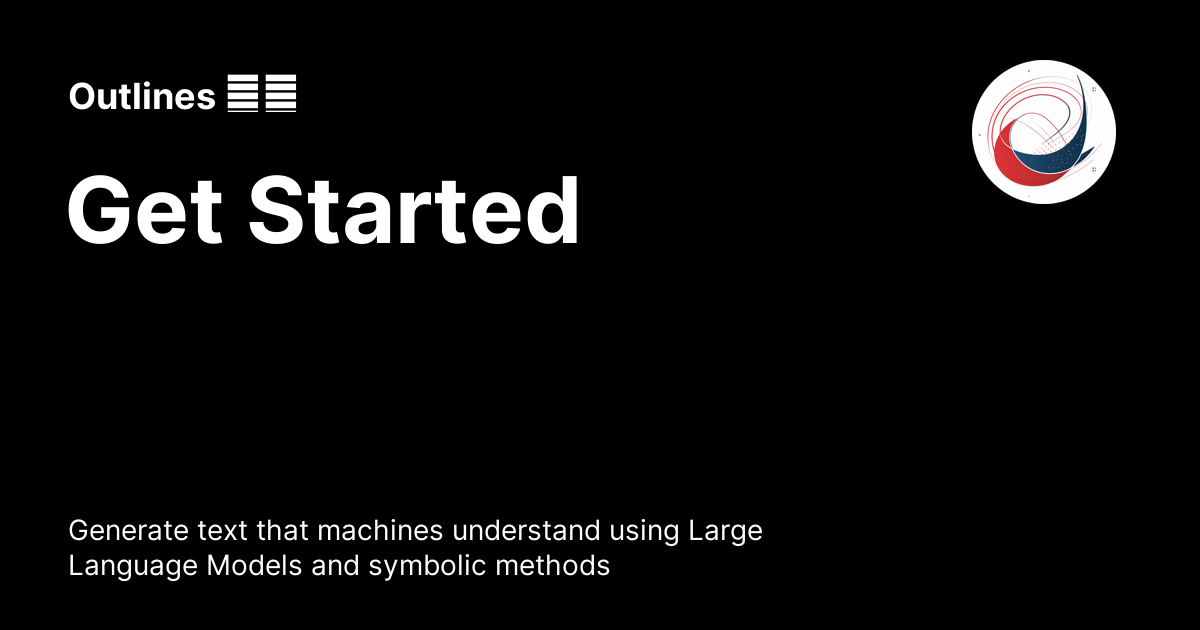 Outlines
Get Started
Generate text that machines understand using Large
Language Models and symbolic methods